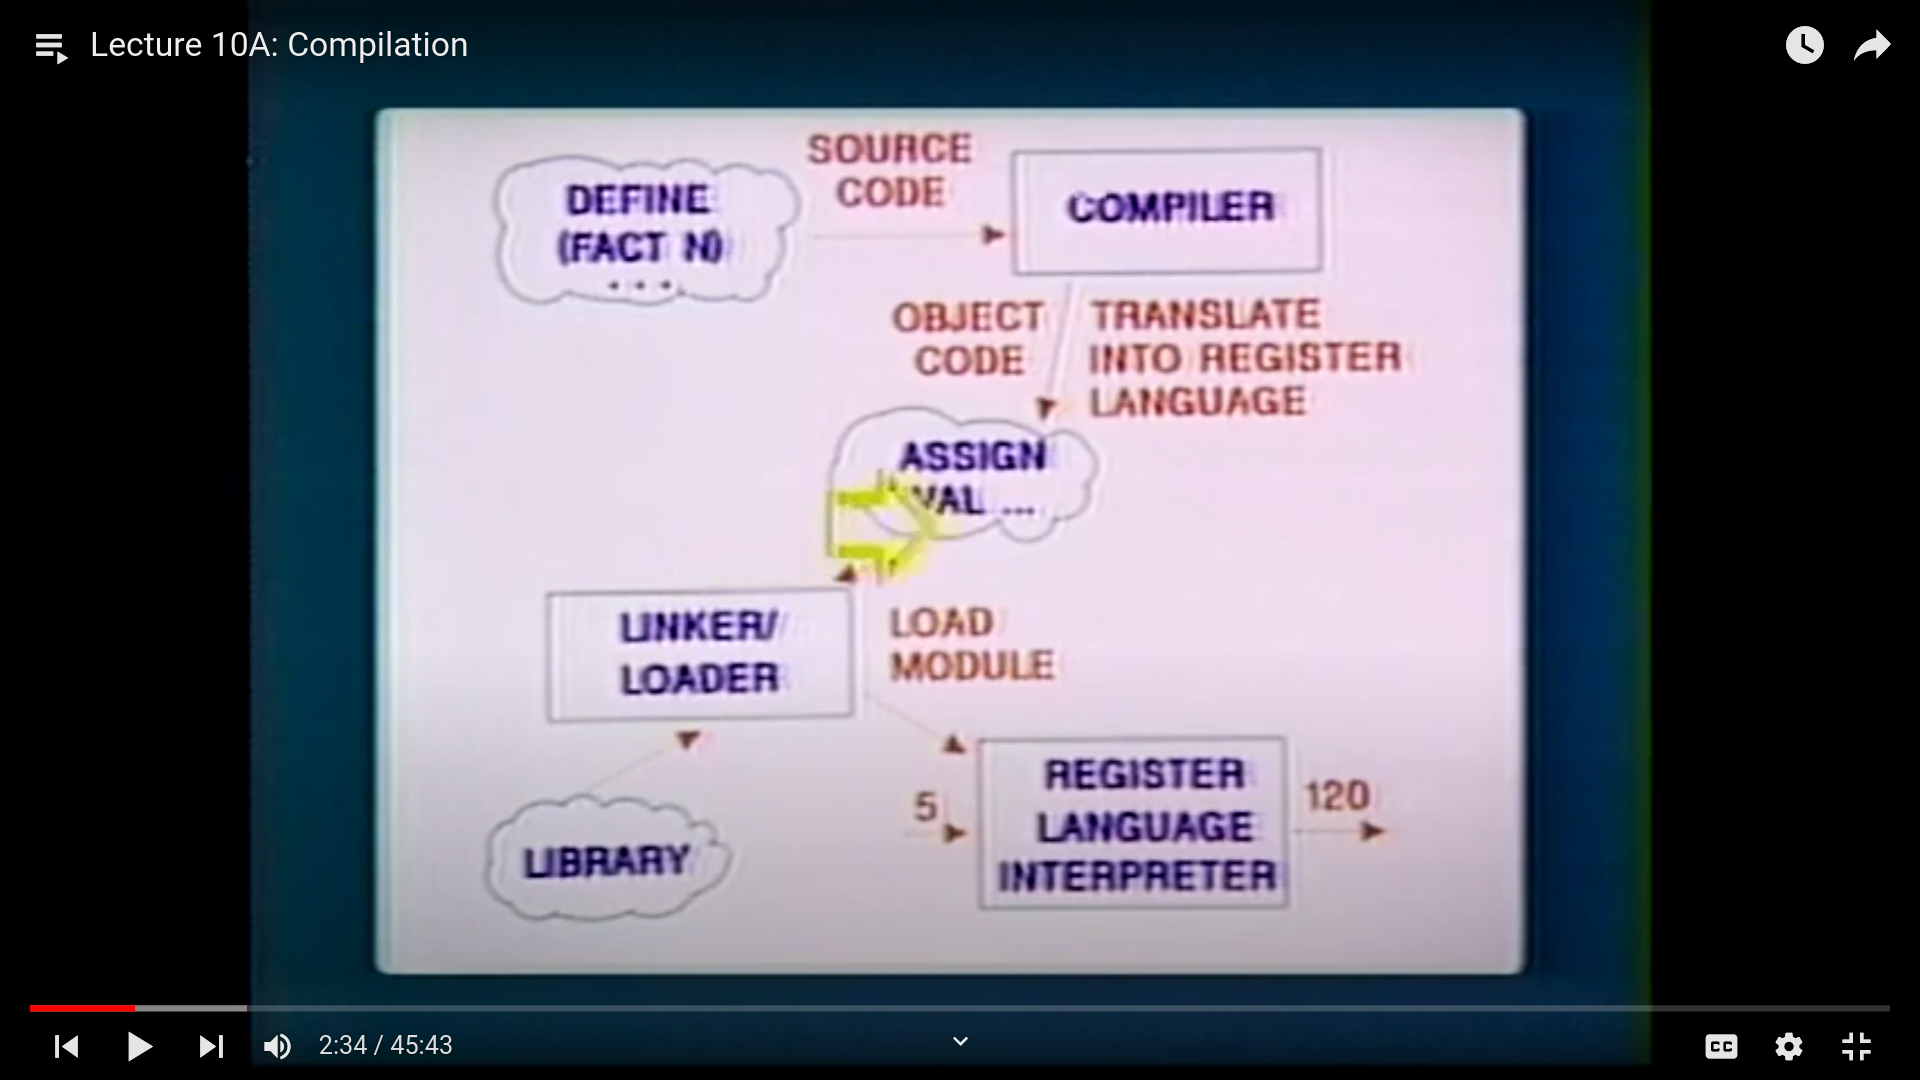 Lecture 10A: Compilation
DEFINE
(FACT N)
...
SOURCE
CODE
COMPILER
OBJECT
CODE
TRANSLATE
INTO REGISTER
LANGUAGE
ASSIGN
VAL ...
LINKER/
LOADER
LOAD
MODULE
LIBRARY
5
REGISTER
LANGUAGE
INTERPRETER
120
2:34 / 45:43
CC